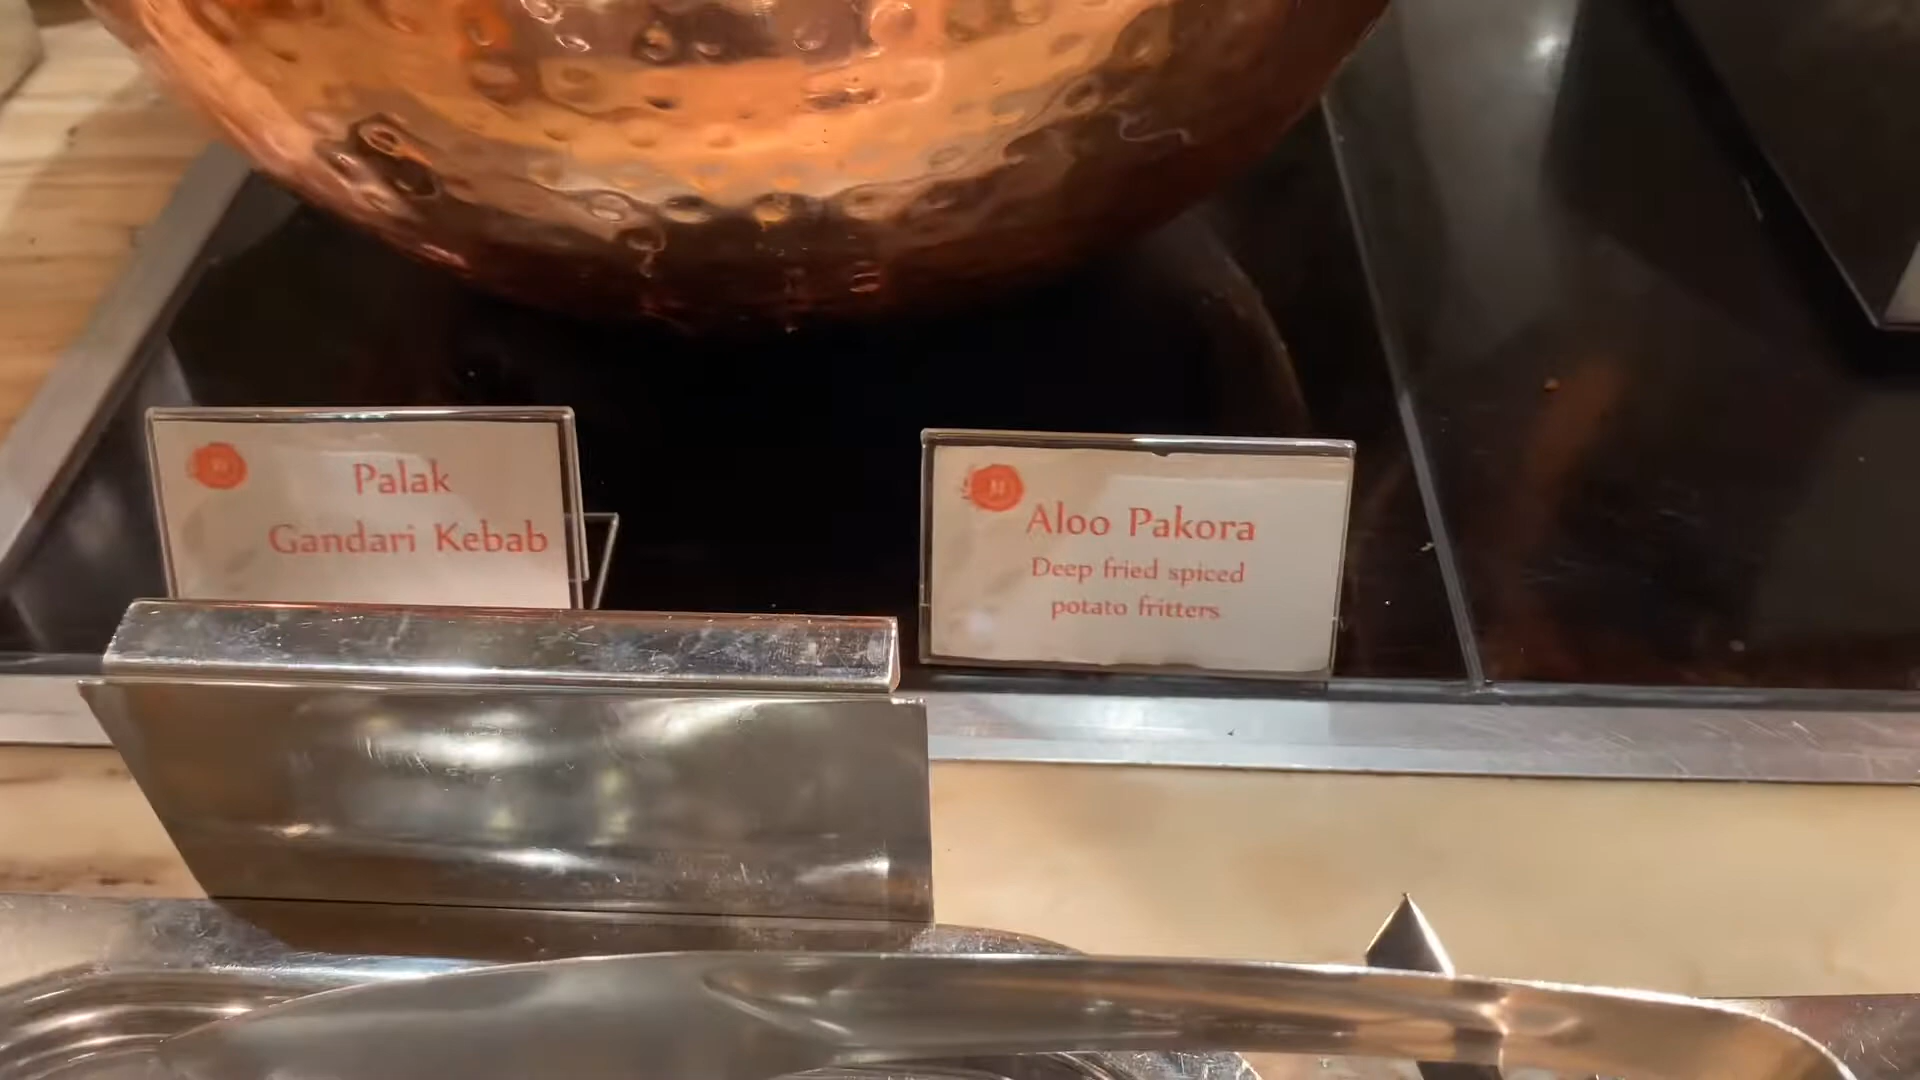 Palak
Gandari Kebab
Aloo Pakora
Deep fried spiced
potato fritters